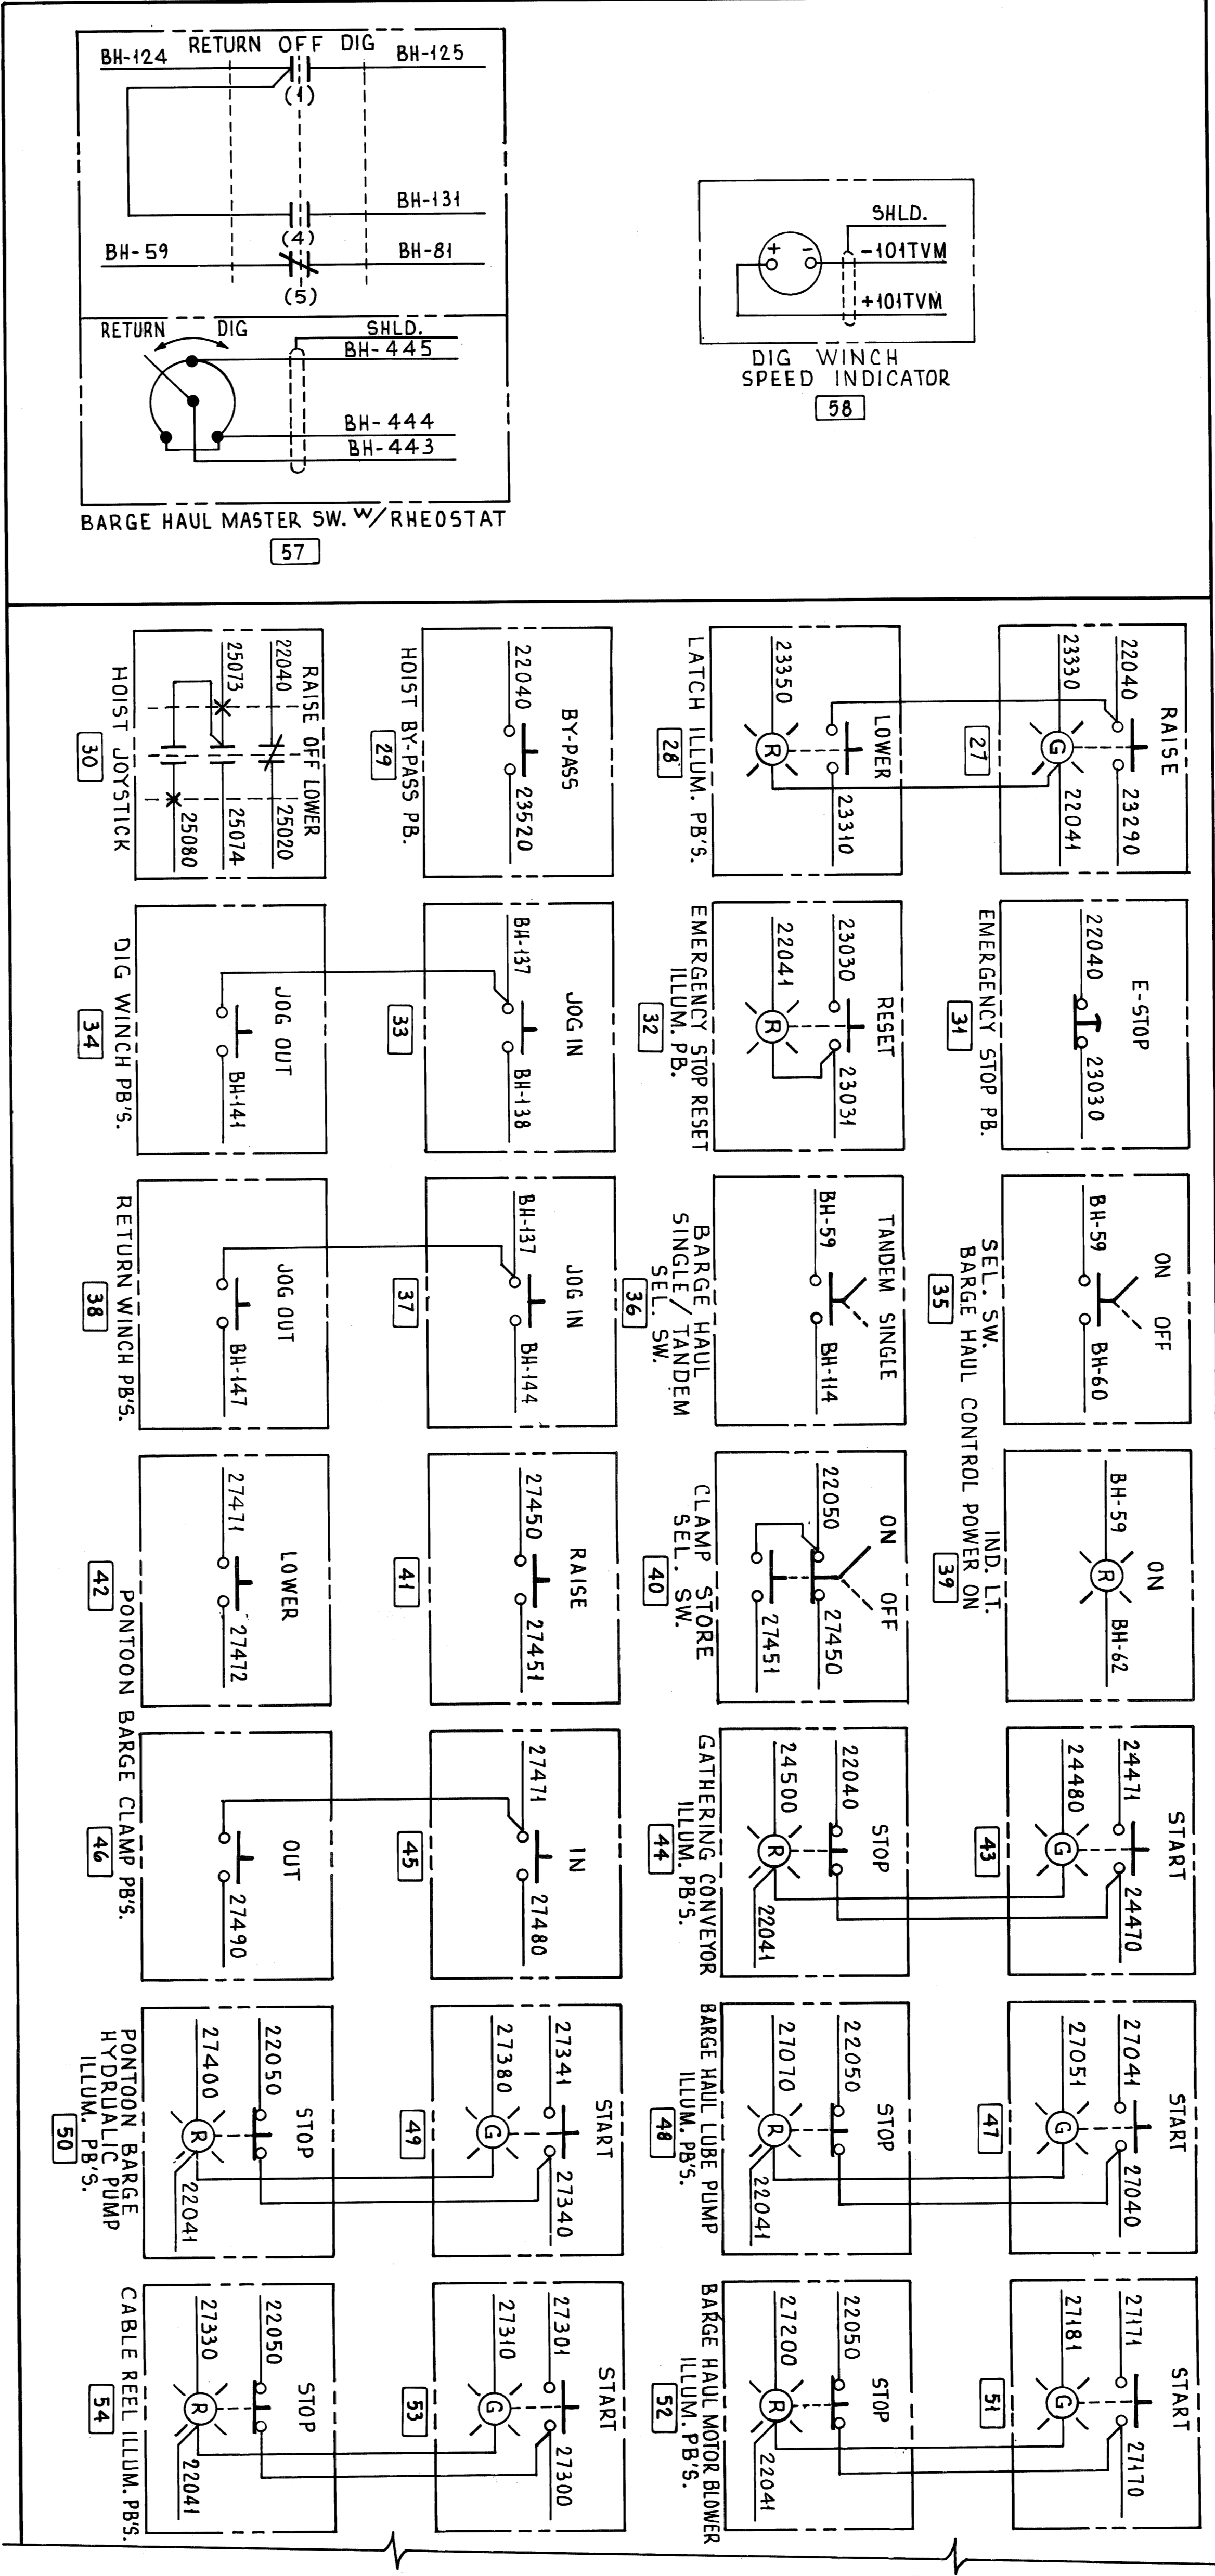 RETURN OFF DIG
BH-124
BH-125
(1)
BH-131
(4)
BH-59
BH-81
(5)
RETURN DIG
SHLD.
BH-445
BH-444
BH-443
BARGE HAUL MASTER SW. W/RHEOSTAT
57
SHLD.
-101TVM
+101TVM
+ -
DIG WINCH
SPEED INDICATOR
58
RAISE
22040
23290
23330
G
22041
27
LOWER
23310
23350
R
28
LATCH ILLUM. PB'S.
BY-PASS
22040
23520
29
HOIST BY-PASS PB.
RAISE OFF LOWER
22040
25020
25073
25074
25080
HOIST JOYSTICK
30
E-STOP
22040
23030
EMERGENCY STOP PB.
31
RESET
23030
23031
22041
R
EMERGENCY STOP RESET
ILLUM. PB.
32
JOG IN
BH-137
BH-138
33
JOG OUT
BH-141
DIG WINCH PB'S.
34
ON OFF
BH-59
BH-60
SEL. SW.
35
BARGE HAUL CONTROL POWER ON
TANDEM SINGLE
BH-59
BH-114
BARGE HAUL
SINGLE/TANDEM
SEL. SW.
36
JOG IN
BH-137
BH-144
37
JOG OUT
BH-147
RETURN WINCH PB'S.
38
ON
BH-59
R
BH-62
IND. LT.
39
ON OFF
22050
27450
27451
CLAMP STORE
SEL. SW.
40
RAISE
27450
27451
41
LOWER
27471
27472
42
PONTOON BARGE CLAMP PB'S.
START
24471
24470
24480
G
43
STOP
22040
24500
R
22041
GATHERING CONVEYOR
ILLUM. PB'S.
44
IN
27471
27480
45
OUT
27490
46
START
27041
27040
27051
G
47
STOP
22050
27070
R
22041
BARGE HAUL LUBE PUMP
ILLUM. PB'S.
48
START
27341
27340
27380
G
49
STOP
22050
27400
R
22041
PONTOON BARGE
HYDRUALIC PUMP
ILLUM. PB'S.
50
START
27171
27170
27181
G
51
STOP
22050
27200
R
22041
BARGE HAUL MOTOR BLOWER
ILLUM. PB'S.
52
START
27301
27300
27310
G
53
STOP
22050
27330
R
22041
CABLE REEL ILLUM. PB'S.
54